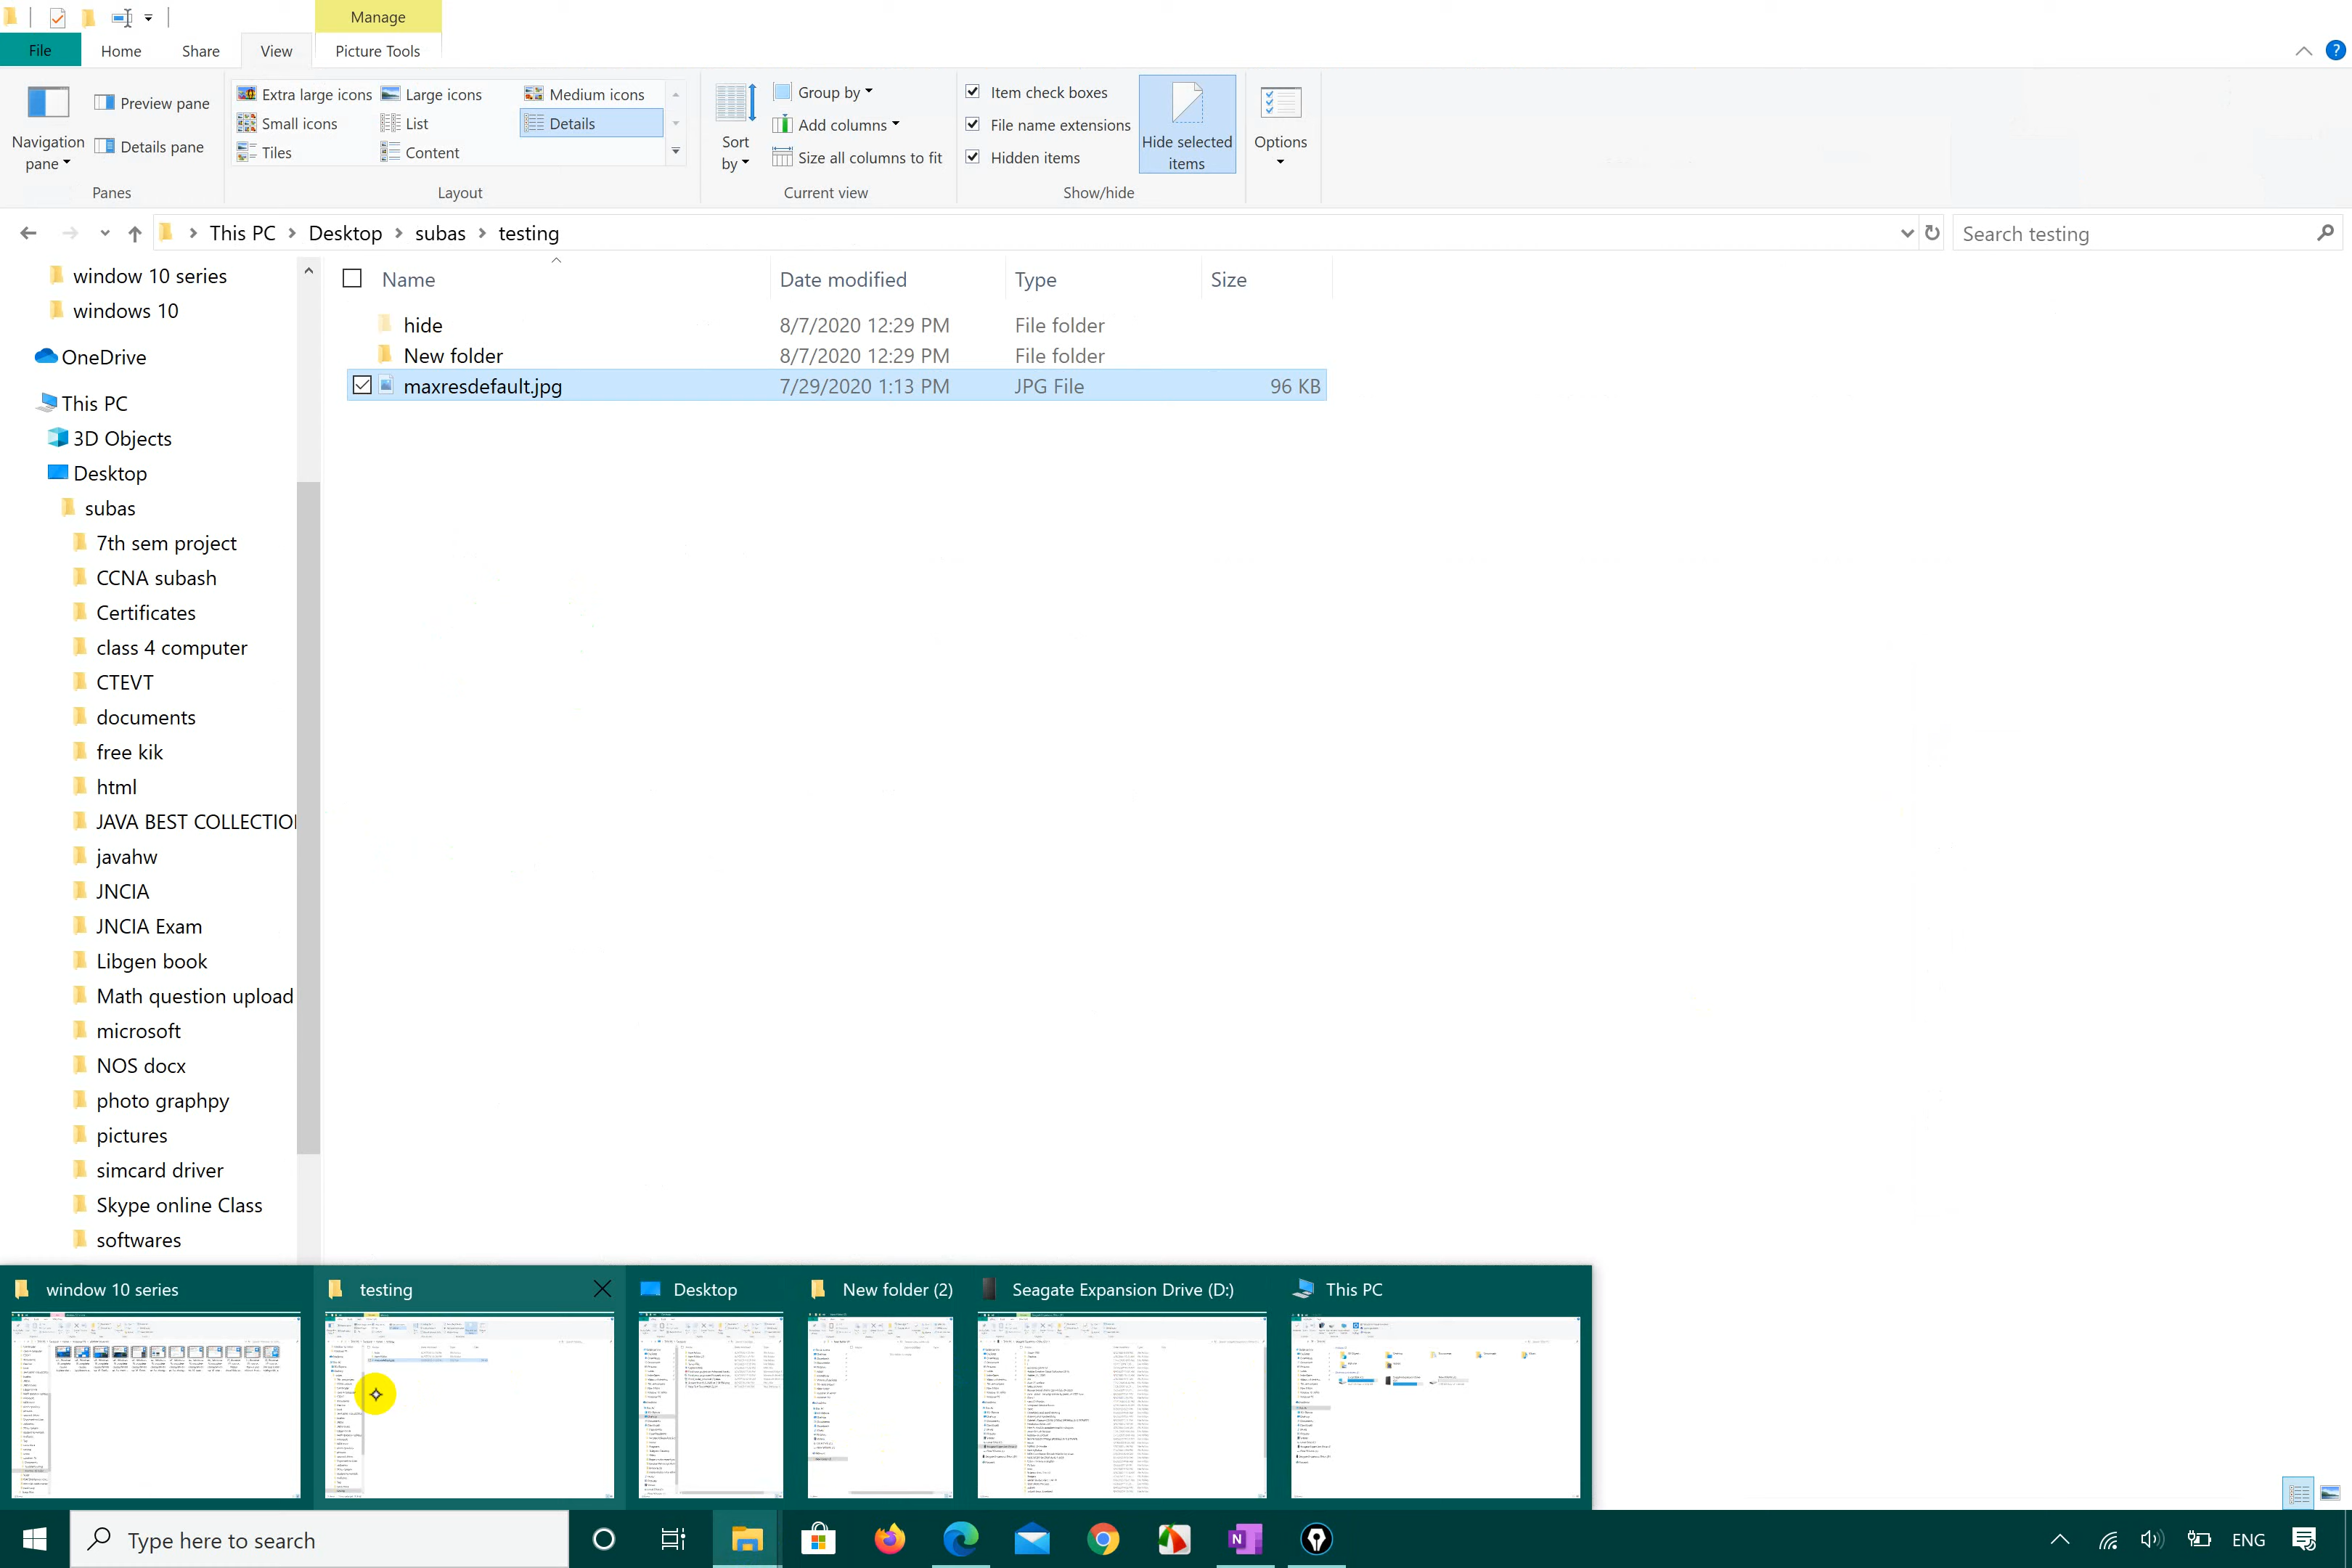 Manage
File Home Share View Picture Tools
Navigation pane
Preview pane
Details pane
Panes
Extra large icons Large icons Medium icons
Small icons List Details
Tiles Content
Layout
Sort by
Group by
Add columns
Size all columns to fit
Current view
Item check boxes
File name extensions
Hidden items
Hide selected items
Show/hide
Options
This PC > Desktop > subas > testing
Search testing
window 10 series
windows 10
OneDrive
This PC
3D Objects
Desktop
subas
7th sem project
CCNA subash
Certificates
class 4 computer
CTEVT
documents
free kik
html
JAVA BEST COLLECTIO
javahw
JNCIA
JNCIA Exam
Libgen book
Math question upload
microsoft
NOS docx
photo graphpy
pictures
simcard driver
Skype online Class
softwares
Name Date modified Type Size
hide 8/7/2020 12:29 PM File folder
New folder 8/7/2020 12:29 PM File folder
maxresdefault.jpg 7/29/2020 1:13 PM JPG File 96 KB
window 10 series testing Desktop New folder (2) Seagate Expansion Drive (D:) This PC
Type here to search
ENG